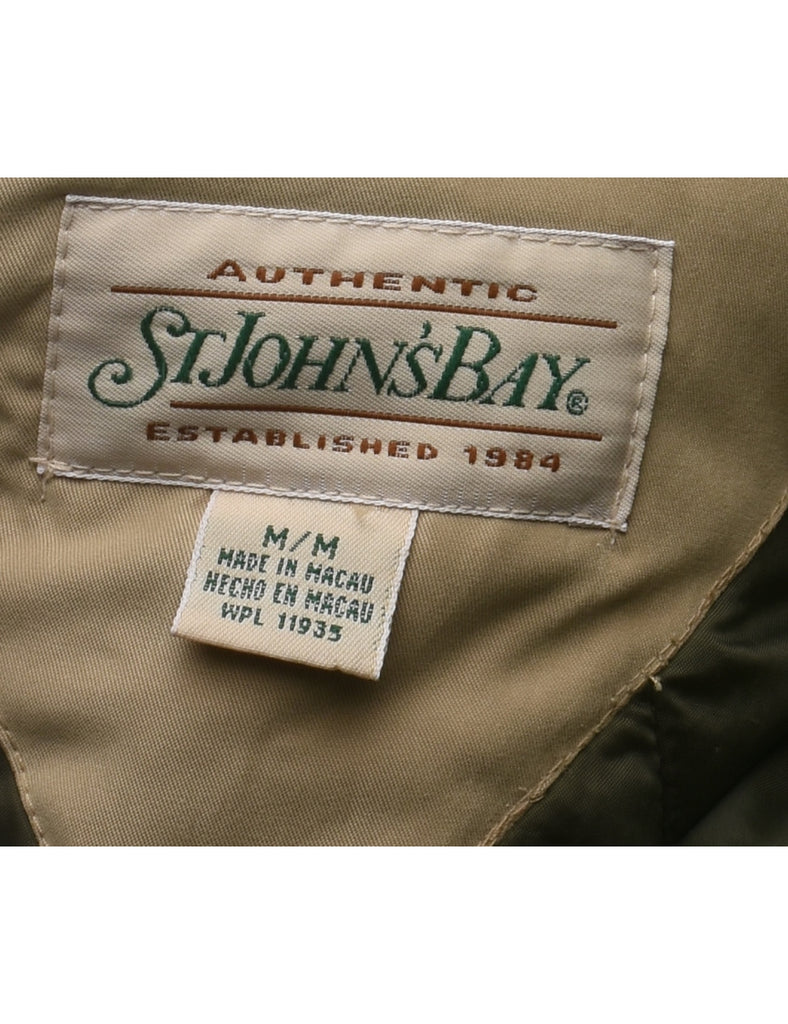 AUTHENTIC
ST JOHN'S BAY®
ESTABLISHED 1984
M/M
MADE IN MACAU
HECHO EN MACAU
WPL 11935